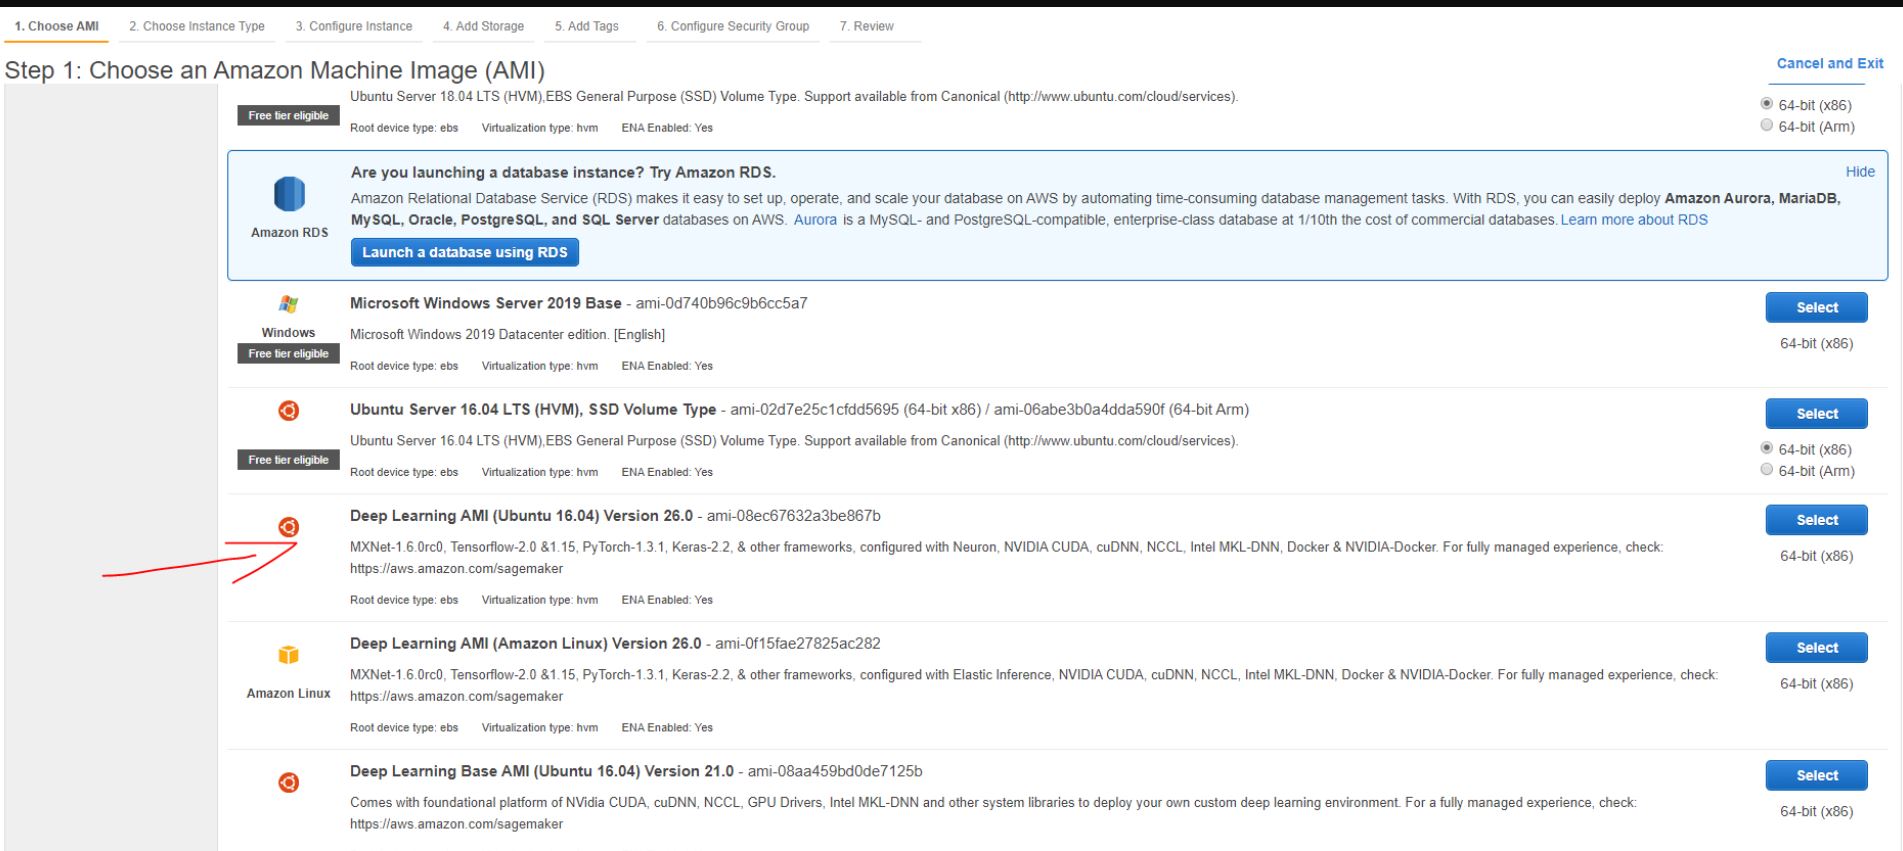 1. Choose AMI 2. Choose Instance Type 3. Configure Instance 4. Add Storage 5. Add Tags 6. Configure Security Group 7. Review
Step 1: Choose an Amazon Machine Image (AMI)
Cancel and Exit
Ubuntu Server 18.04 LTS (HVM),EBS General Purpose (SSD) Volume Type. Support available from Canonical (http://www.ubuntu.com/cloud/services).
Free tier eligible
Root device type: ebs Virtualization type: hvm ENA Enabled: Yes
64-bit (x86)
64-bit (Arm)
Are you launching a database instance? Try Amazon RDS.
Hide
Amazon RDS
Amazon Relational Database Service (RDS) makes it easy to set up, operate, and scale your database on AWS by automating time-consuming database management tasks. With RDS, you can easily deploy Amazon Aurora, MariaDB,
MySQL, Oracle, PostgreSQL, and SQL Server databases on AWS. Aurora is a MySQL- and PostgreSQL-compatible, enterprise-class database at 1/10th the cost of commercial databases. Learn more about RDS
Launch a database using RDS
Windows
Free tier eligible
Microsoft Windows Server 2019 Base - ami-0d740b96c9b6cc5a7
Microsoft Windows 2019 Datacenter edition. [English]
Root device type: ebs Virtualization type: hvm ENA Enabled: Yes
Select
64-bit (x86)
Free tier eligible
Ubuntu Server 16.04 LTS (HVM), SSD Volume Type - ami-02d7e25c1cfdd5695 (64-bit x86) / ami-06abe3b0a4dda590f (64-bit Arm)
Ubuntu Server 16.04 LTS (HVM),EBS General Purpose (SSD) Volume Type. Support available from Canonical (http://www.ubuntu.com/cloud/services).
Root device type: ebs Virtualization type: hvm ENA Enabled: Yes
Select
64-bit (x86)
64-bit (Arm)
Deep Learning AMI (Ubuntu 16.04) Version 26.0 - ami-08ec67632a3be867b
MXNet-1.6.0rc0, Tensorflow-2.0 &1.15, PyTorch-1.3.1, Keras-2.2, & other frameworks, configured with Neuron, NVIDIA CUDA, cuDNN, NCCL, Intel MKL-DNN, Docker & NVIDIA-Docker. For fully managed experience, check:
https://aws.amazon.com/sagemaker
Root device type: ebs Virtualization type: hvm ENA Enabled: Yes
Select
64-bit (x86)
Amazon Linux
Deep Learning AMI (Amazon Linux) Version 26.0 - ami-0f15fae27825ac282
MXNet-1.6.0rc0, Tensorflow-2.0 &1.15, PyTorch-1.3.1, Keras-2.2, & other frameworks, configured with Elastic Inference, NVIDIA CUDA, cuDNN, NCCL, Intel MKL-DNN, Docker & NVIDIA-Docker. For fully managed experience, check:
https://aws.amazon.com/sagemaker
Root device type: ebs Virtualization type: hvm ENA Enabled: Yes
Select
64-bit (x86)
Deep Learning Base AMI (Ubuntu 16.04) Version 21.0 - ami-08aa459bd0de7125b
Comes with foundational platform of NVidia CUDA, cuDNN, NCCL, GPU Drivers, Intel MKL-DNN and other system libraries to deploy your own custom deep learning environment. For a fully managed experience, check:
https://aws.amazon.com/sagemaker
Select
64-bit (x86)